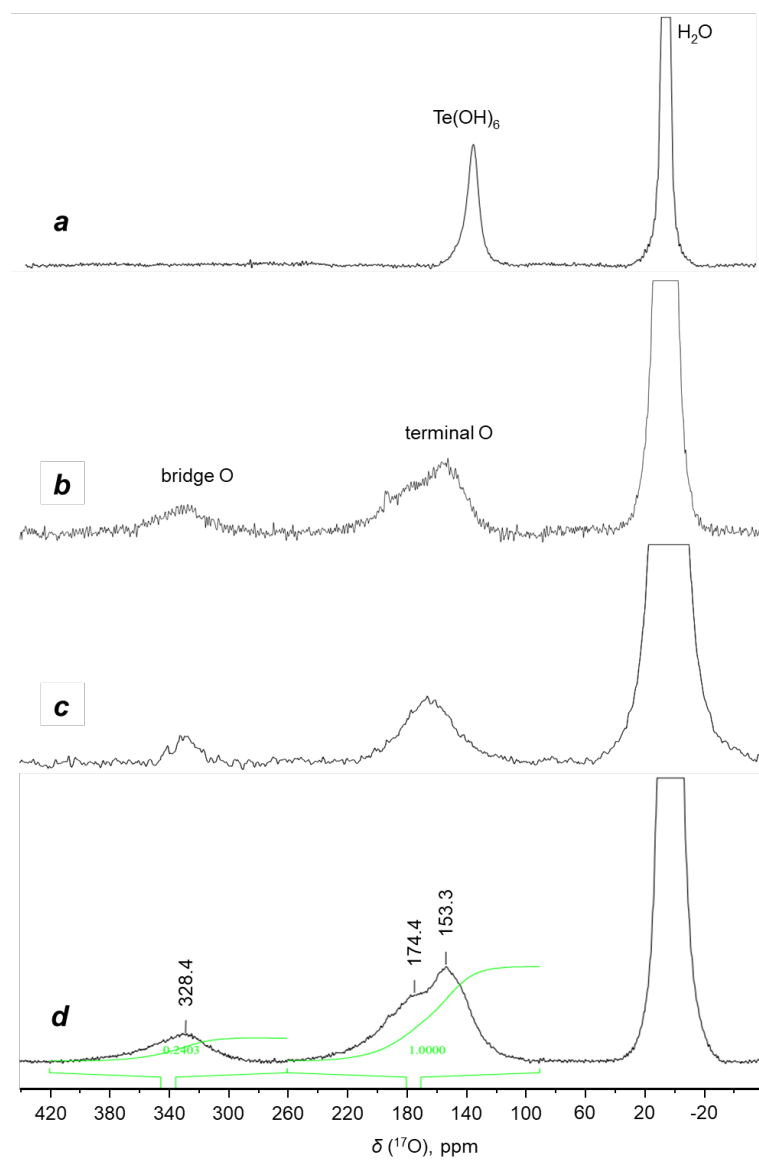 H₂O
Te(OH)₆
a
bridge O
terminal O
b
c
328.4
174.4
153.3
d
0.2403
1.0000
420 380 340 300 260 220 180 140 100 60 20 -20
δ (¹⁷O), ppm